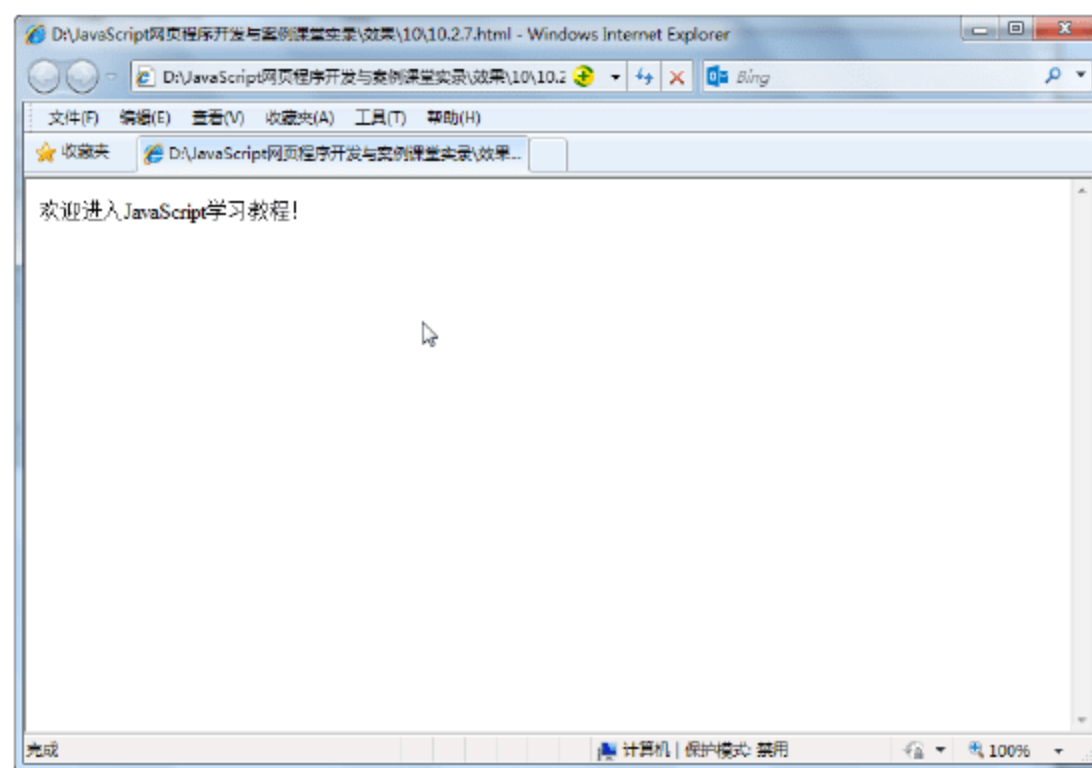 D:\JavaScript网页程序开发与案例课堂实录\效果\10\10.2.7.html - Windows Internet Explorer
D:\JavaScript网页程序开发与案例课堂实录\效果\10\10.2 Bing
文件(F) 编辑(E) 查看(V) 收藏夹(A) 工具(T) 帮助(H)
收藏夹 D:\JavaScript网页程序开发与案例课堂实录\效果...
欢迎进入JavaScript学习教程!
完成 计算机 | 保护模式: 禁用 100%